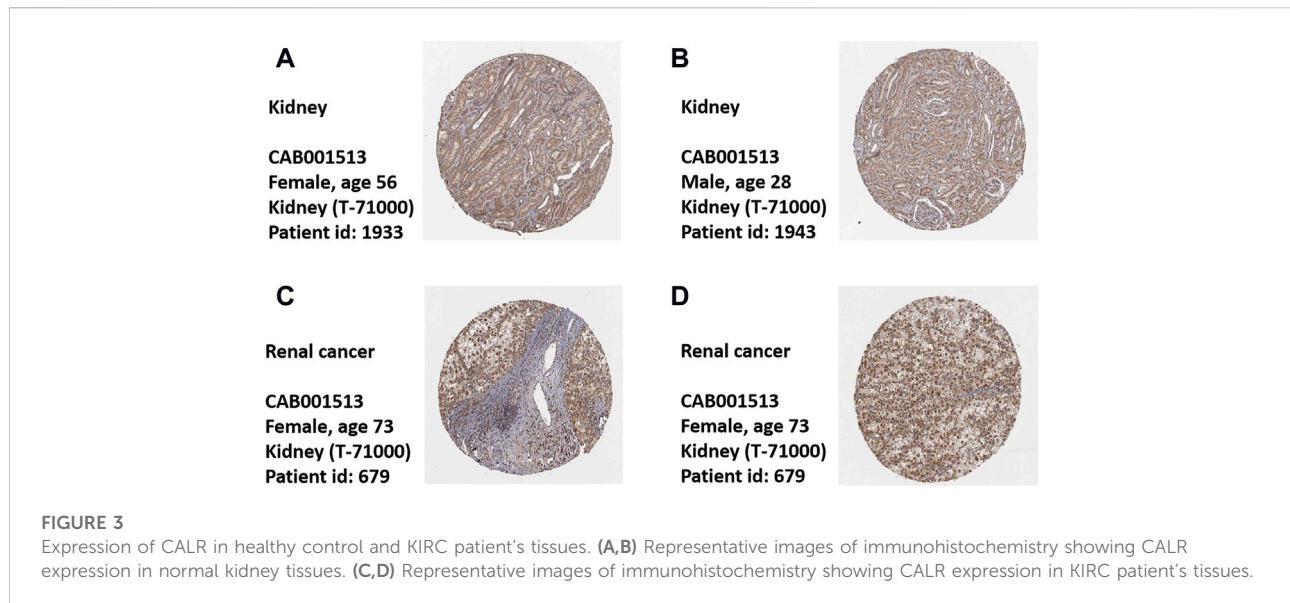 A
Kidney
CAB001513
Female, age 56
Kidney (T-71000)
Patient id: 1933
B
Kidney
CAB001513
Male, age 28
Kidney (T-71000)
Patient id: 1943
C
Renal cancer
CAB001513
Female, age 73
Kidney (T-71000)
Patient id: 679
D
Renal cancer
CAB001513
Female, age 73
Kidney (T-71000)
Patient id: 679
FIGURE 3
Expression of CALR in healthy control and KIRC patient's tissues. (A,B) Representative images of immunohistochemistry showing CALR
expression in normal kidney tissues. (C,D) Representative images of immunohistochemistry showing CALR expression in KIRC patient's tissues.